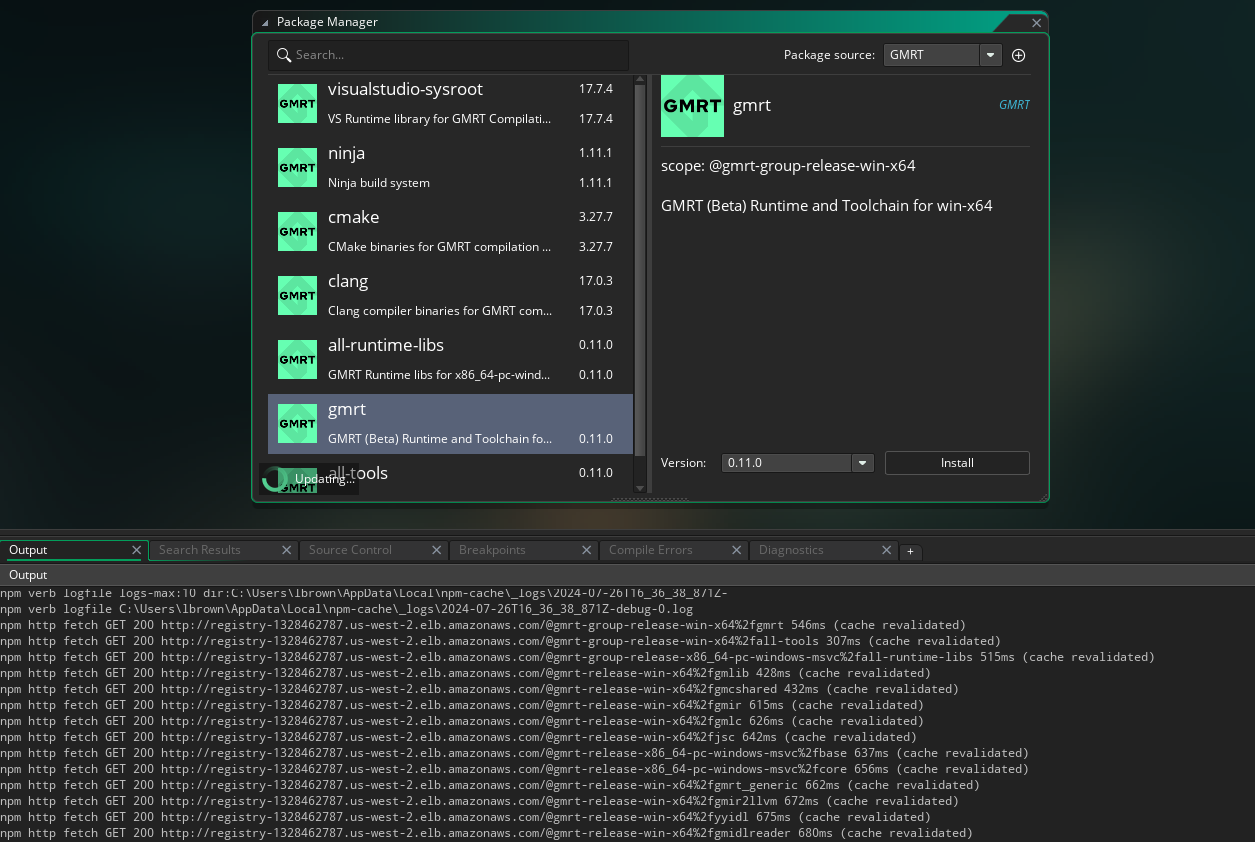 Package Manager
Search...
Package source:
GMRT
GMRT
visualstudio-sysroot
17.7.4
VS Runtime library for GMRT Compilati...
17.7.4
GMRT
ninja
1.11.1
Ninja build system
1.11.1
GMRT
cmake
3.27.7
CMake binaries for GMRT compilation ...
3.27.7
GMRT
clang
17.0.3
Clang compiler binaries for GMRT com...
17.0.3
GMRT
all-runtime-libs
0.11.0
GMRT Runtime libs for x86_64-pc-wind...
0.11.0
GMRT
gmrt
GMRT (Beta) Runtime and Toolchain fo...
0.11.0
GMRT
all-tools
0.11.0
Updating...
GMRT
gmrt
GMRT
scope: @gmrt-group-release-win-x64
GMRT (Beta) Runtime and Toolchain for win-x64
Version:
0.11.0
Install
Output
Search Results
Source Control
Breakpoints
Compile Errors
Diagnostics
+
Output
npm verb logfile logs-max:10 dir:C:\Users\lbrown\AppData\Local\npm-cache\_logs\2024-07-26T16_36_38_871Z-
npm verb logfile C:\Users\lbrown\AppData\Local\npm-cache\_logs\2024-07-26T16_36_38_871Z-debug-0.log
npm http fetch GET 200 http://registry-1328462787.us-west-2.elb.amazonaws.com/@gmrt-group-release-win-x64%2fgmrt 546ms (cache revalidated)
npm http fetch GET 200 http://registry-1328462787.us-west-2.elb.amazonaws.com/@gmrt-group-release-win-x64%2fall-tools 307ms (cache revalidated)
npm http fetch GET 200 http://registry-1328462787.us-west-2.elb.amazonaws.com/@gmrt-group-release-x86_64-pc-windows-msvc%2fall-runtime-libs 515ms (cache revalidated)
npm http fetch GET 200 http://registry-1328462787.us-west-2.elb.amazonaws.com/@gmrt-release-win-x64%2fgmlib 428ms (cache revalidated)
npm http fetch GET 200 http://registry-1328462787.us-west-2.elb.amazonaws.com/@gmrt-release-win-x64%2fgmcshared 432ms (cache revalidated)
npm http fetch GET 200 http://registry-1328462787.us-west-2.elb.amazonaws.com/@gmrt-release-win-x64%2fgmir 615ms (cache revalidated)
npm http fetch GET 200 http://registry-1328462787.us-west-2.elb.amazonaws.com/@gmrt-release-win-x64%2fgmlc 626ms (cache revalidated)
npm http fetch GET 200 http://registry-1328462787.us-west-2.elb.amazonaws.com/@gmrt-release-win-x64%2fjsc 642ms (cache revalidated)
npm http fetch GET 200 http://registry-1328462787.us-west-2.elb.amazonaws.com/@gmrt-release-x86_64-pc-windows-msvc%2fbase 637ms (cache revalidated)
npm http fetch GET 200 http://registry-1328462787.us-west-2.elb.amazonaws.com/@gmrt-release-x86_64-pc-windows-msvc%2fcore 656ms (cache revalidated)
npm http fetch GET 200 http://registry-1328462787.us-west-2.elb.amazonaws.com/@gmrt-release-win-x64%2fgmrt_generic 662ms (cache revalidated)
npm http fetch GET 200 http://registry-1328462787.us-west-2.elb.amazonaws.com/@gmrt-release-win-x64%2fgmir2llvm 672ms (cache revalidated)
npm http fetch GET 200 http://registry-1328462787.us-west-2.elb.amazonaws.com/@gmrt-release-win-x64%2fyyidl 675ms (cache revalidated)
npm http fetch GET 200 http://registry-1328462787.us-west-2.elb.amazonaws.com/@gmrt-release-win-x64%2fgmidlreader 680ms (cache revalidated)